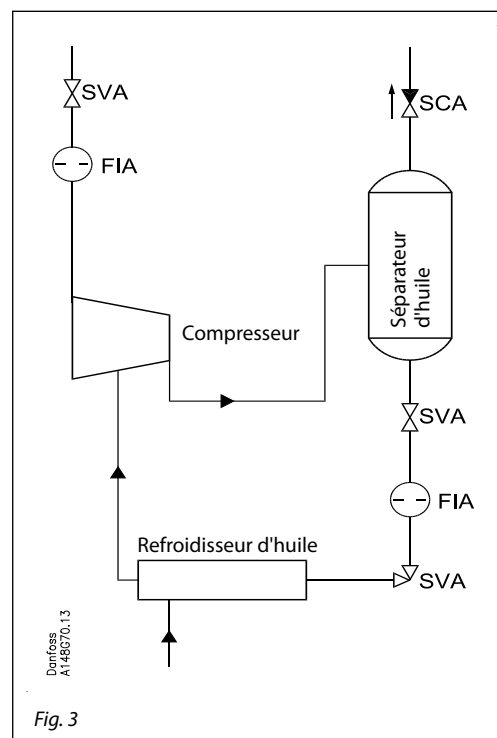 SVA
SCA
FIA
Séparateur
d'huile
Compresseur
SVA
FIA
Refroidisseur d'huile
SVA
Danfoss
A148G70.13
Fig. 3